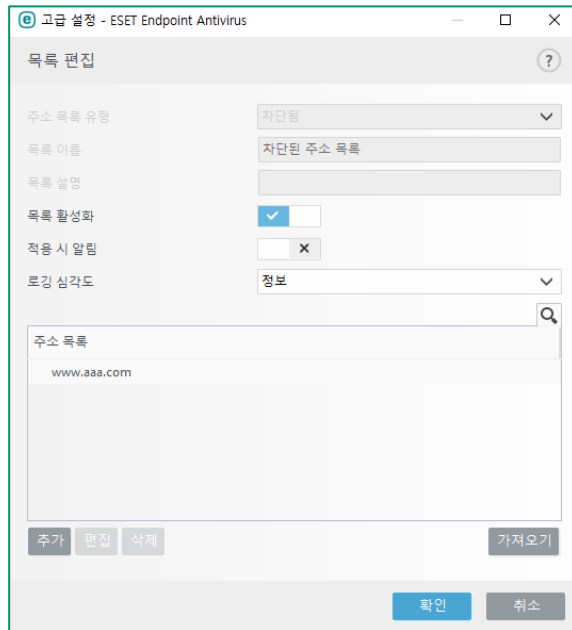 고급 설정 - ESET Endpoint Antivirus
목록 편집
?
주소 목록 유형 차단됨
목록 이름 차단된 주소 목록
목록 설명
목록 활성화
적용 시 알림
로깅 심각도 정보
주소 목록
www.aaa.com
추가 편집 삭제 가져오기
확인 취소